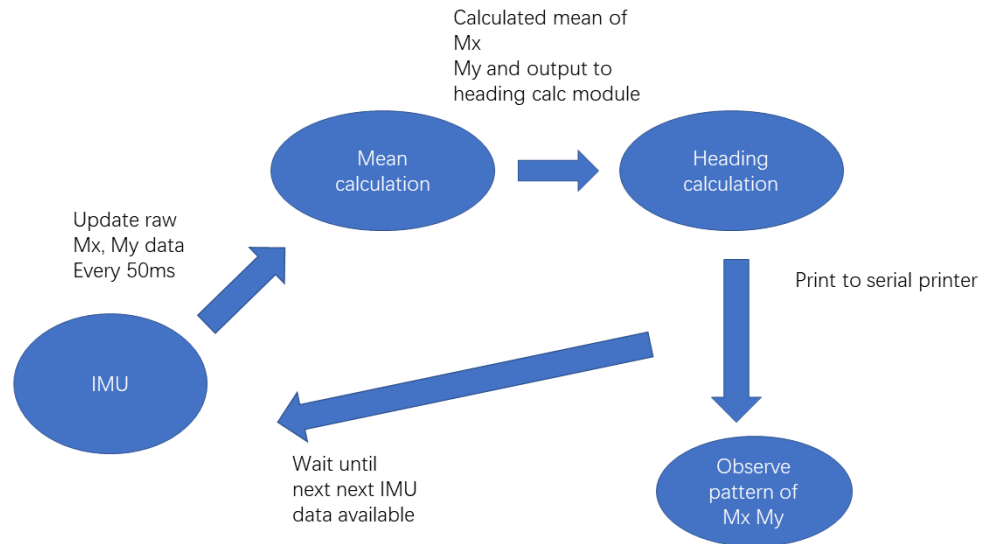 Calculated mean of
Mx
My and output to
heading calc module
Mean
calculation
Heading
calculation
Update raw
Mx, My data
Every 50ms
Print to serial printer
IMU
Wait until
next next IMU
data available
Observe
pattern of
Mx My